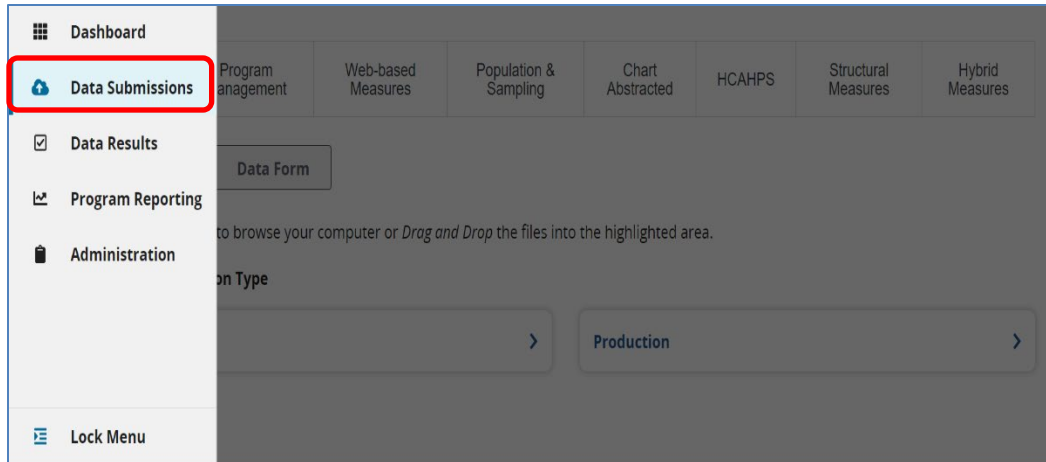 Dashboard
Data Submissions
Data Results
Program Reporting
Administration
Lock Menu
Program
anagement
Web-based
Measures
Population &
Sampling
Chart
Abstracted
HCAHPS
Structural
Measures
Hybrid
Measures
Data Form
to browse your computer or Drag and Drop the files into the highlighted area.
on Type
Production